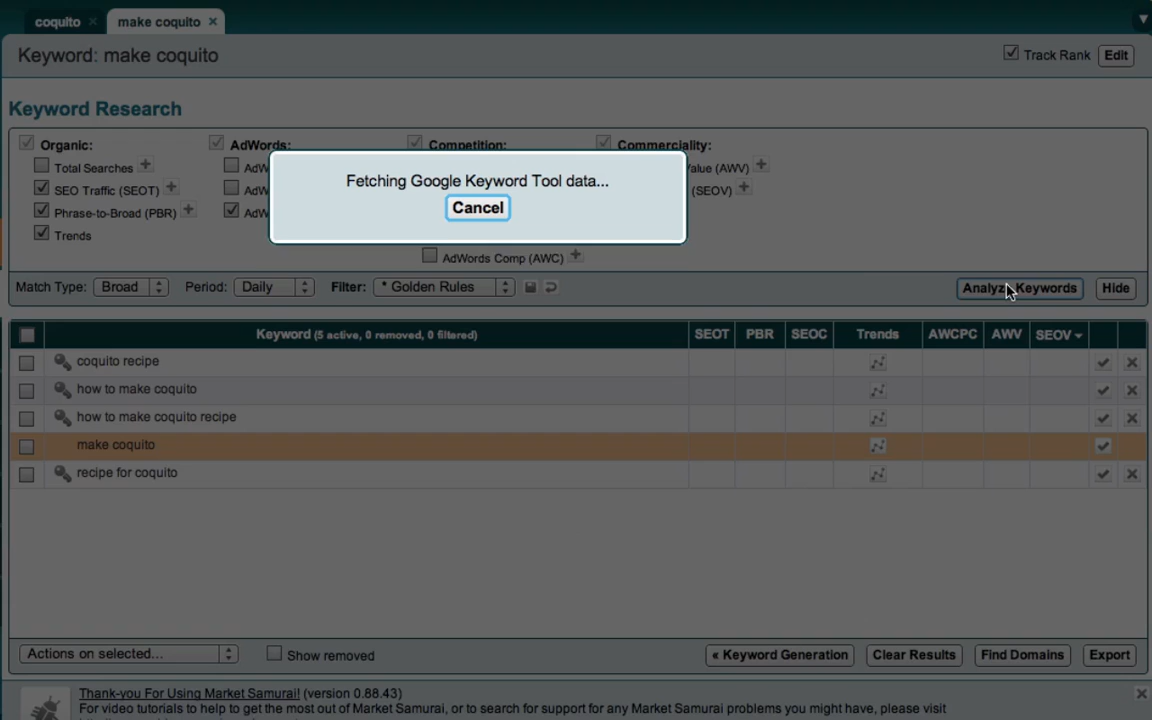 coquito × make coquito ×
Keyword: make coquito
Track Rank Edit
Keyword Research
Organic: AdWords: Competition: Commerciality:
Total Searches AdW alue (AWV)
SEO Traffic (SEOT) AdW (SEOV)
Phrase-to-Broad (PBR) AdW
Trends
Fetching Google Keyword Tool data...
Cancel
AdWords Comp (AWC)
Match Type: Broad Period: Daily Filter: * Golden Rules Analyze Keywords Hide
Keyword (5 active, 0 removed, 0 filtered) SEOT PBR SEOC Trends AWCPC AWV SEOV
coquito recipe
how to make coquito
how to make coquito recipe
make coquito
recipe for coquito
Actions on selected... Show removed « Keyword Generation Clear Results Find Domains Export
Thank-you For Using Market Samurai! (version 0.88.43)
For video tutorials to help to get the most out of Market Samurai, or to search for support for any Market Samurai problems you might have, please visit